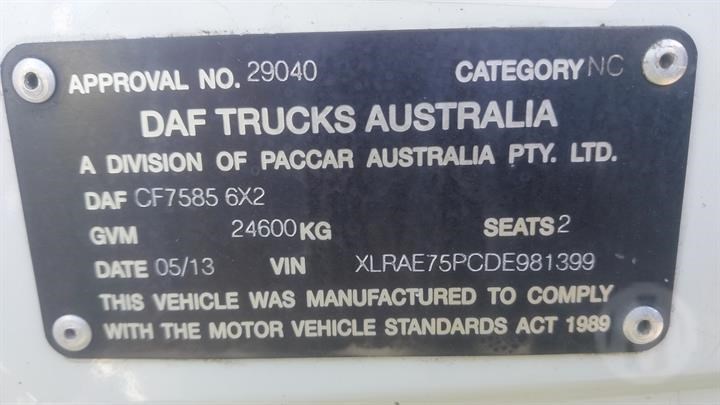 APPROVAL NO. 29040 CATEGORY NC
DAF TRUCKS AUSTRALIA
A DIVISION OF PACCAR AUSTRALIA PTY. LTD.
DAF CF7585 6X2
GVM 24600 KG SEATS 2
DATE 05/13 VIN XLRAE75PCDE981399
THIS VEHICLE WAS MANUFACTURED TO COMPLY
WITH THE MOTOR VEHICLE STANDARDS ACT 1989